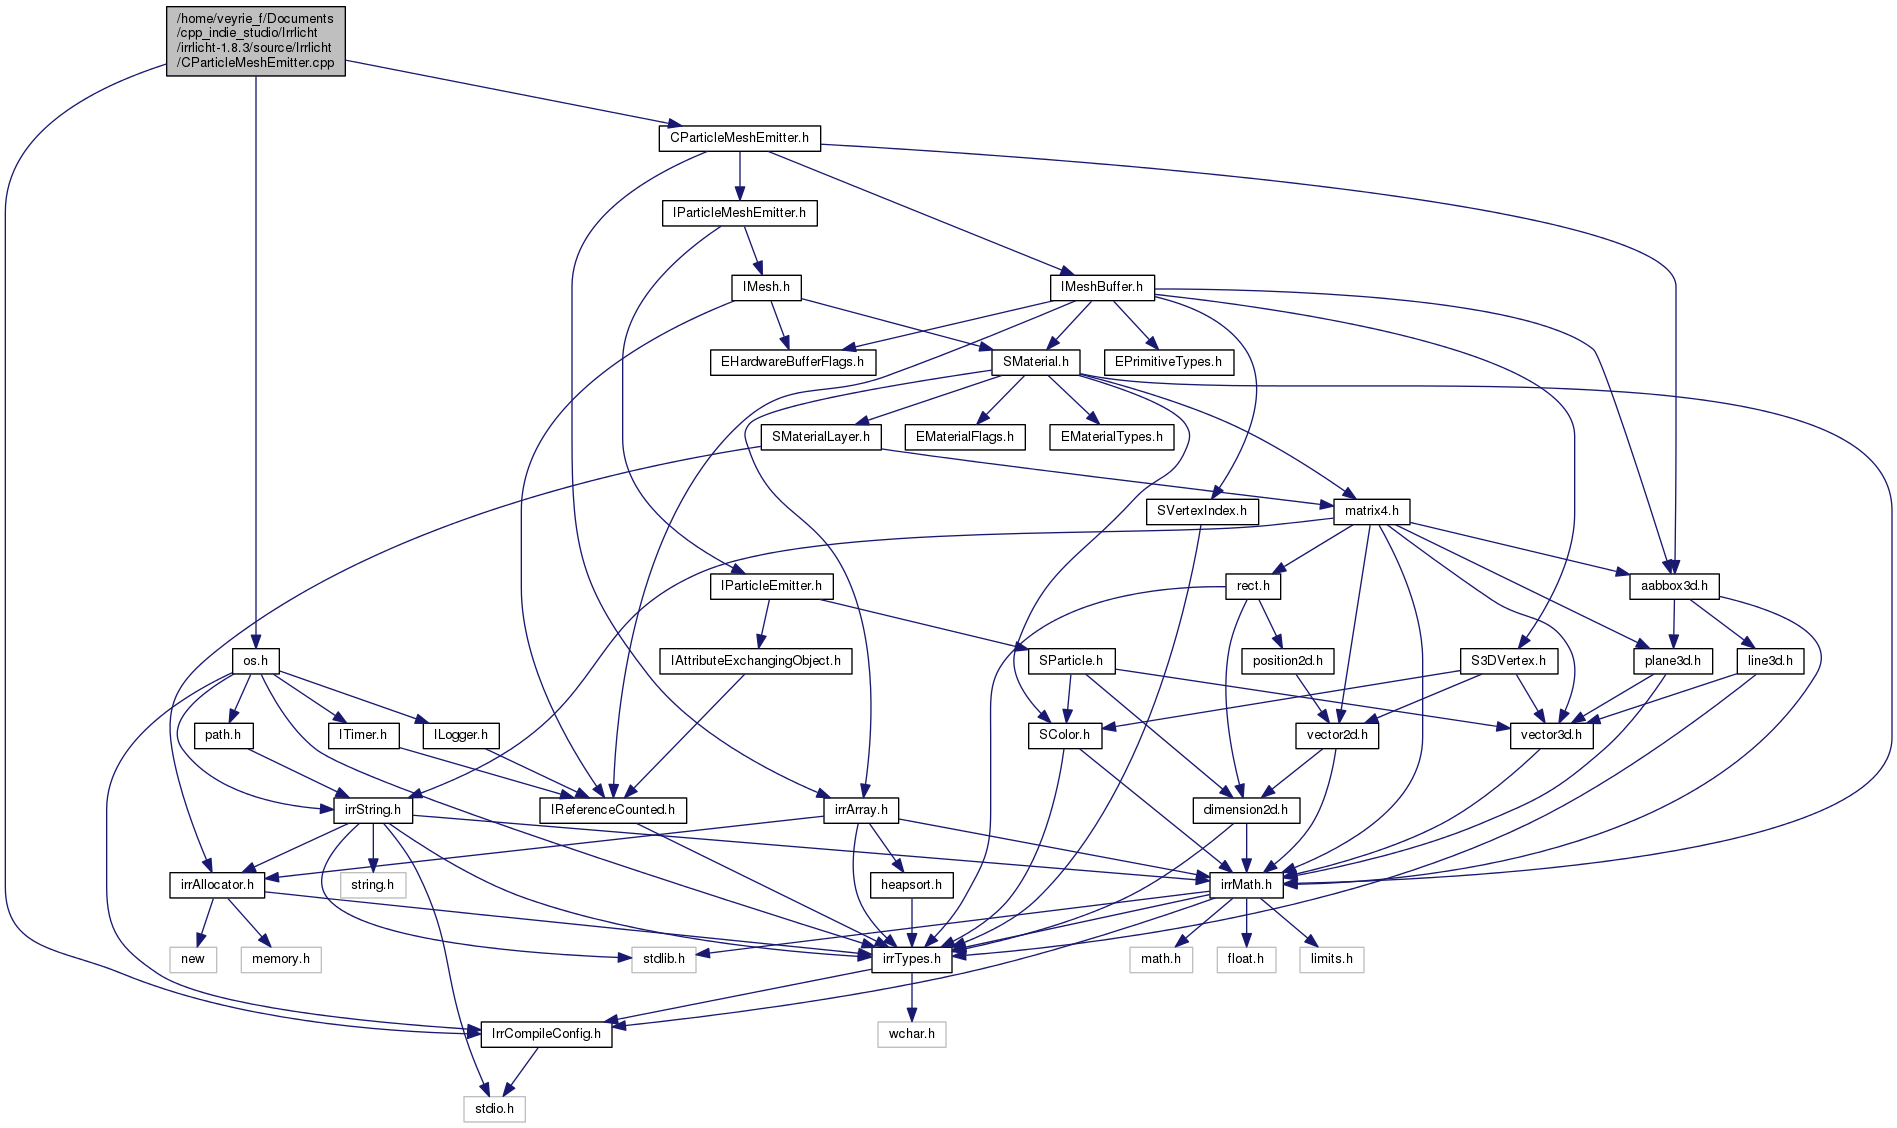 /home/veyrie_f/Documents
/cpp_indie_studio/Irrlicht
/irrlicht-1.8.3/source/Irrlicht
/CParticleMeshEmitter.cpp
CParticleMeshEmitter.h
IParticleMeshEmitter.h
IMesh.h
IMeshBuffer.h
EHardwareBufferFlags.h
SMaterial.h
EPrimitiveTypes.h
SMaterialLayer.h
EMaterialFlags.h
EMaterialTypes.h
SVertexIndex.h
matrix4.h
IParticleEmitter.h
rect.h
aabbox3d.h
os.h
IAttributeExchangingObject.h
SParticle.h
position2d.h
S3DVertex.h
plane3d.h
line3d.h
path.h
ITimer.h
ILogger.h
SColor.h
vector2d.h
vector3d.h
irrString.h
IReferenceCounted.h
irrArray.h
dimension2d.h
irrAllocator.h
string.h
heapsort.h
irrMath.h
new
memory.h
stdlib.h
irrTypes.h
math.h
float.h
limits.h
IrrCompileConfig.h
wchar.h
stdio.h